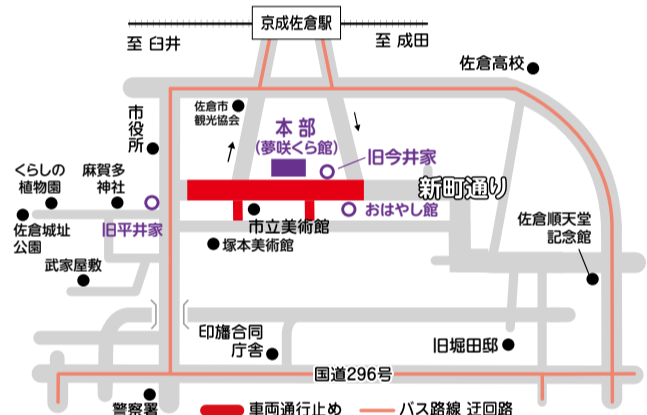 京成佐倉駅
至 臼井
至 成田
佐倉高校
佐倉市
観光協会
市役所
本部
(夢咲くら館)
旧今井家
新町通り
くらしの
植物園
麻賀多
神社
旧平井家
おはやし館
市立美術館
佐倉城址
公園
塚本美術館
佐倉順天堂
記念館
武家屋敷
印旛合同
庁舎
旧堀田邸
国道296号
警察署
車両通行止め
バス路線 迂回路